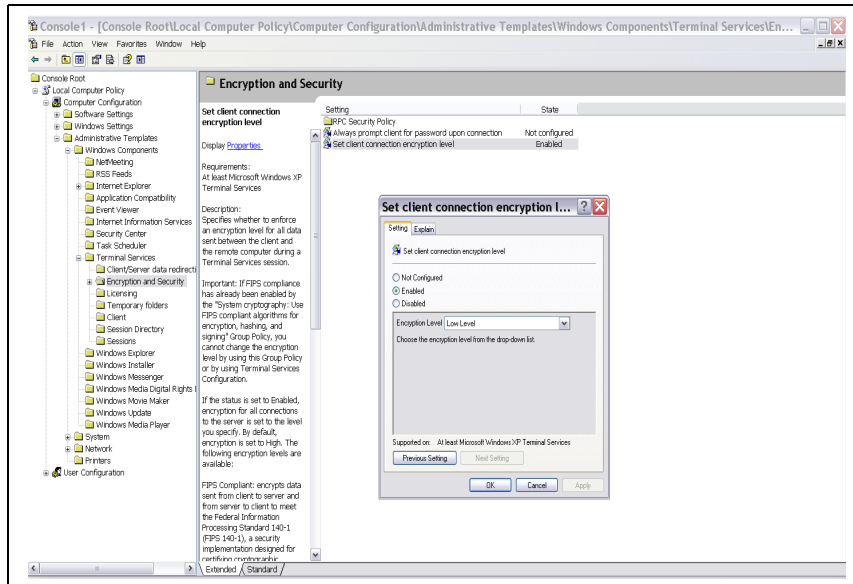 Console1 - [Console Root\Local Computer Policy\Computer Configuration\Administrative Templates\Windows Components\Terminal Services\En...
File Action View Favorites Window Help
Console Root
Local Computer Policy
Computer Configuration
Software Settings
Windows Settings
Administrative Templates
Windows Components
NetMeeting
RSS Feeds
Internet Explorer
Application Compatibility
Event Viewer
Internet Information Services
Security Center
Task Scheduler
Terminal Services
Client/Server data redirecti
Encryption and Security
Licensing
Temporary folders
Client
Session Directory
Sessions
Windows Explorer
Windows Installer
Windows Messenger
Windows Media Digital Rights
Windows Movie Maker
Windows Update
Windows Media Player
System
Network
Printers
User Configuration
Encryption and Security
Set client connection
encryption level
Display Properties
Requirements:
At least Microsoft Windows XP
Terminal Services
Description:
Specifies whether to enforce
an encryption level for all data
sent between the client and
the remote computer during a
Terminal Services session.
Important: If FIPS compliance
has already been enabled by
the "System cryptography: Use
FIPS compliant algorithms for
encryption, hashing, and
signing" Group Policy, you
cannot change the encryption
level by using this Group Policy
or by using Terminal Services
Configuration.
If the status is set to Enabled,
encryption for all connections
to the server is set to the level
you specify. By default,
encryption is set to High. The
following encryption levels are
available:
FIPS Compliant: encrypts data
sent from client to server and
from server to client to meet
the Federal Information
Processing Standard 140-1
(FIPS 140-1), a security
implementation designed for
certifying cryptographic
Extended Standard
Setting State
RPC Security Policy
Always prompt client for password upon connection Not configured
Set client connection encryption level Enabled
Set client connection encryption l...
Setting Explain
Set client connection encryption level
Not Configured
Enabled
Disabled
Encryption Level Low Level
Choose the encryption level from the drop-down list.
Supported on: At least Microsoft Windows XP Terminal Services
Previous Setting Next Setting
OK Cancel Apply